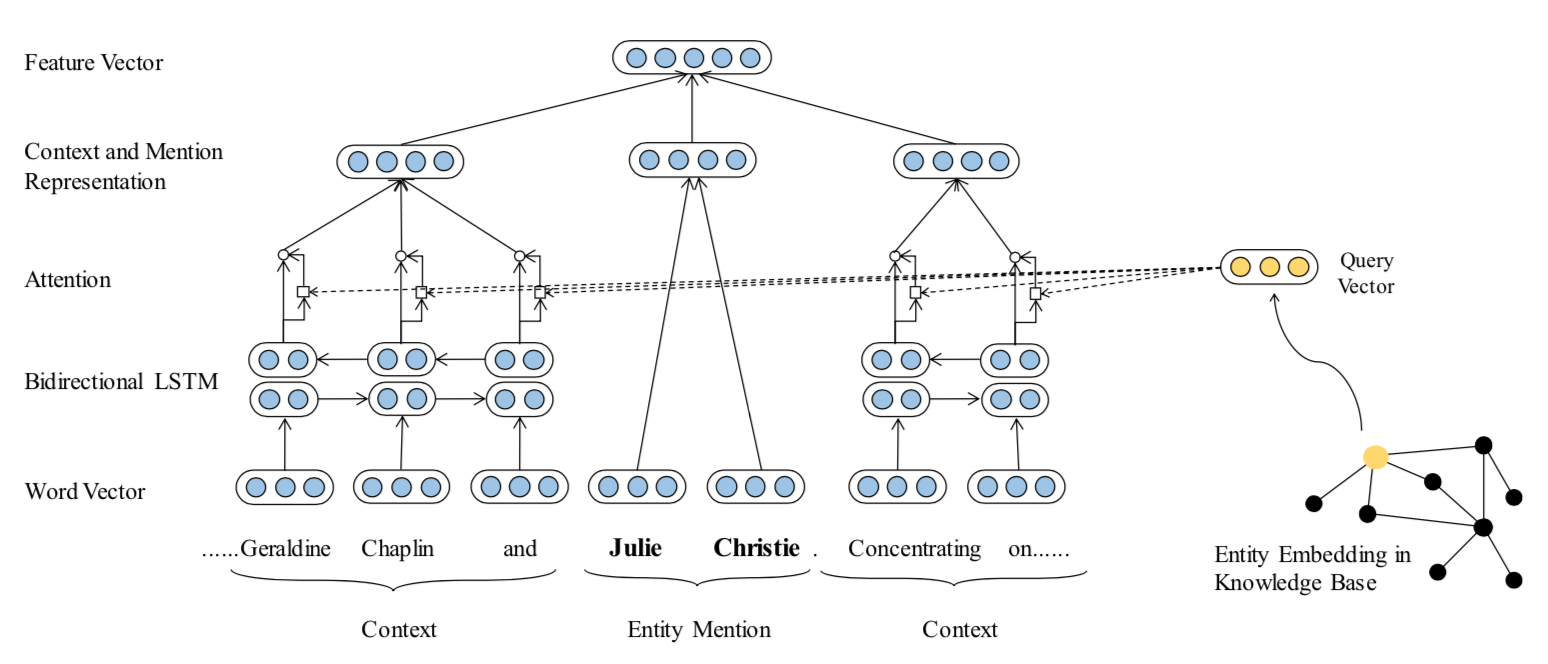 Feature Vector
Context and Mention
Representation
Attention
Query
Vector
Bidirectional LSTM
Word Vector
......Geraldine Chaplin and Julie Christie . Concentrating on......
Entity Embedding in
Knowledge Base
Context Entity Mention Context